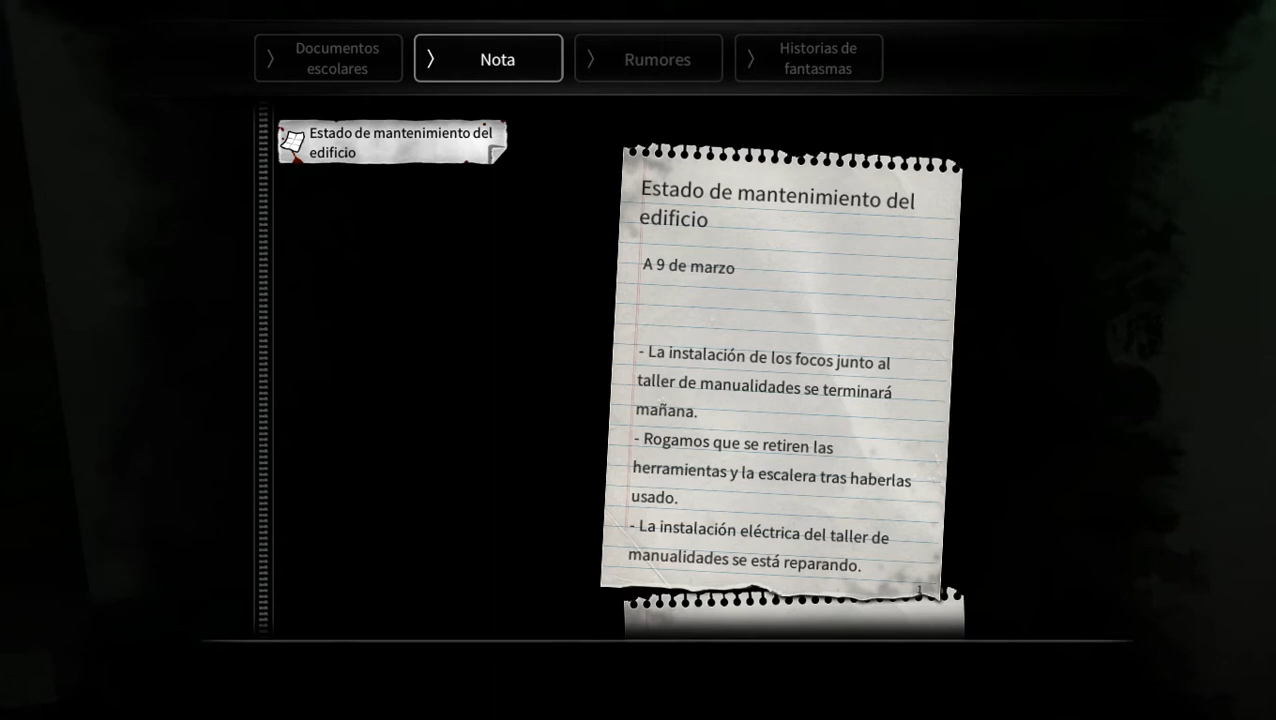 Documentos
escolares
Nota
Rumores
Historias de
fantasmas
Estado de mantenimiento del
edificio
Estado de mantenimiento del
edificio
A 9 de marzo
- La instalación de los focos junto al
taller de manualidades se terminará
mañana.
- Rogamos que se retiren las
herramientas y la escalera tras haberlas
usado.
- La instalación eléctrica del taller de
manualidades se está reparando.
1